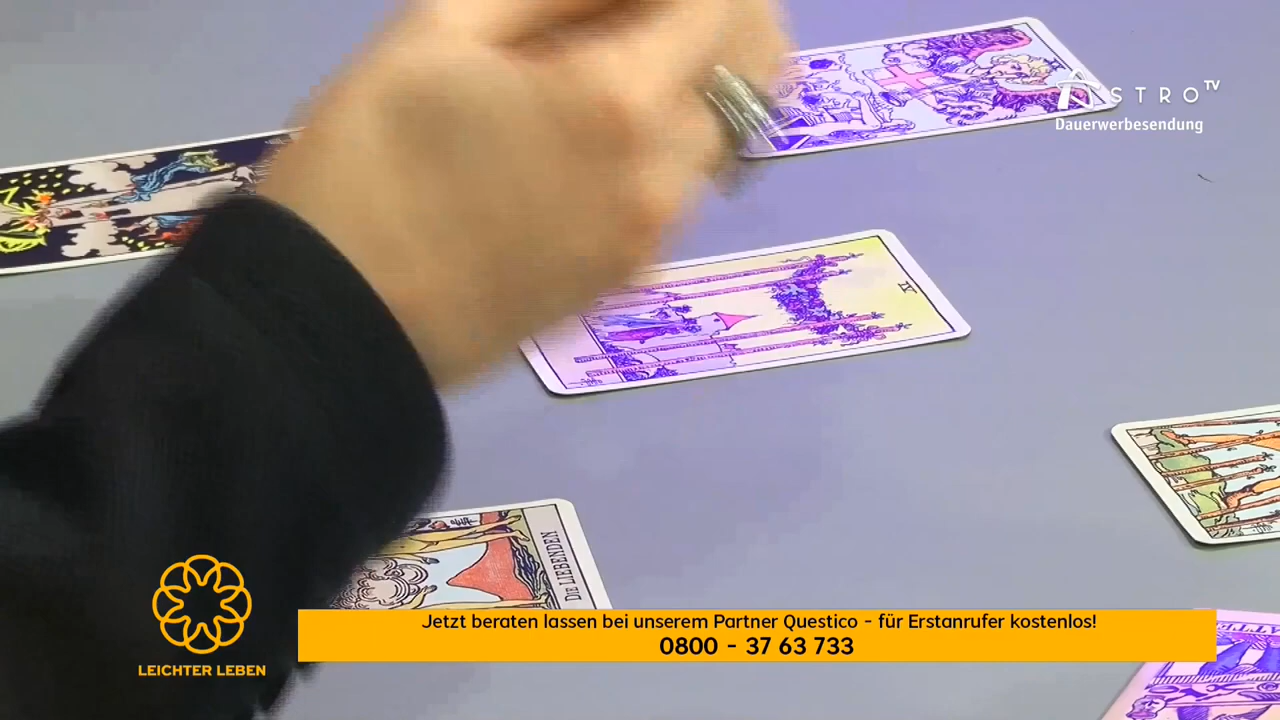 ASTRO TV
Dauerwerbesendung
IX
DIE LIEBENDEN
Jetzt beraten lassen bei unserem Partner Questico - für Erstanrufer kostenlos!
0800 - 37 63 733
LEICHTER LEBEN